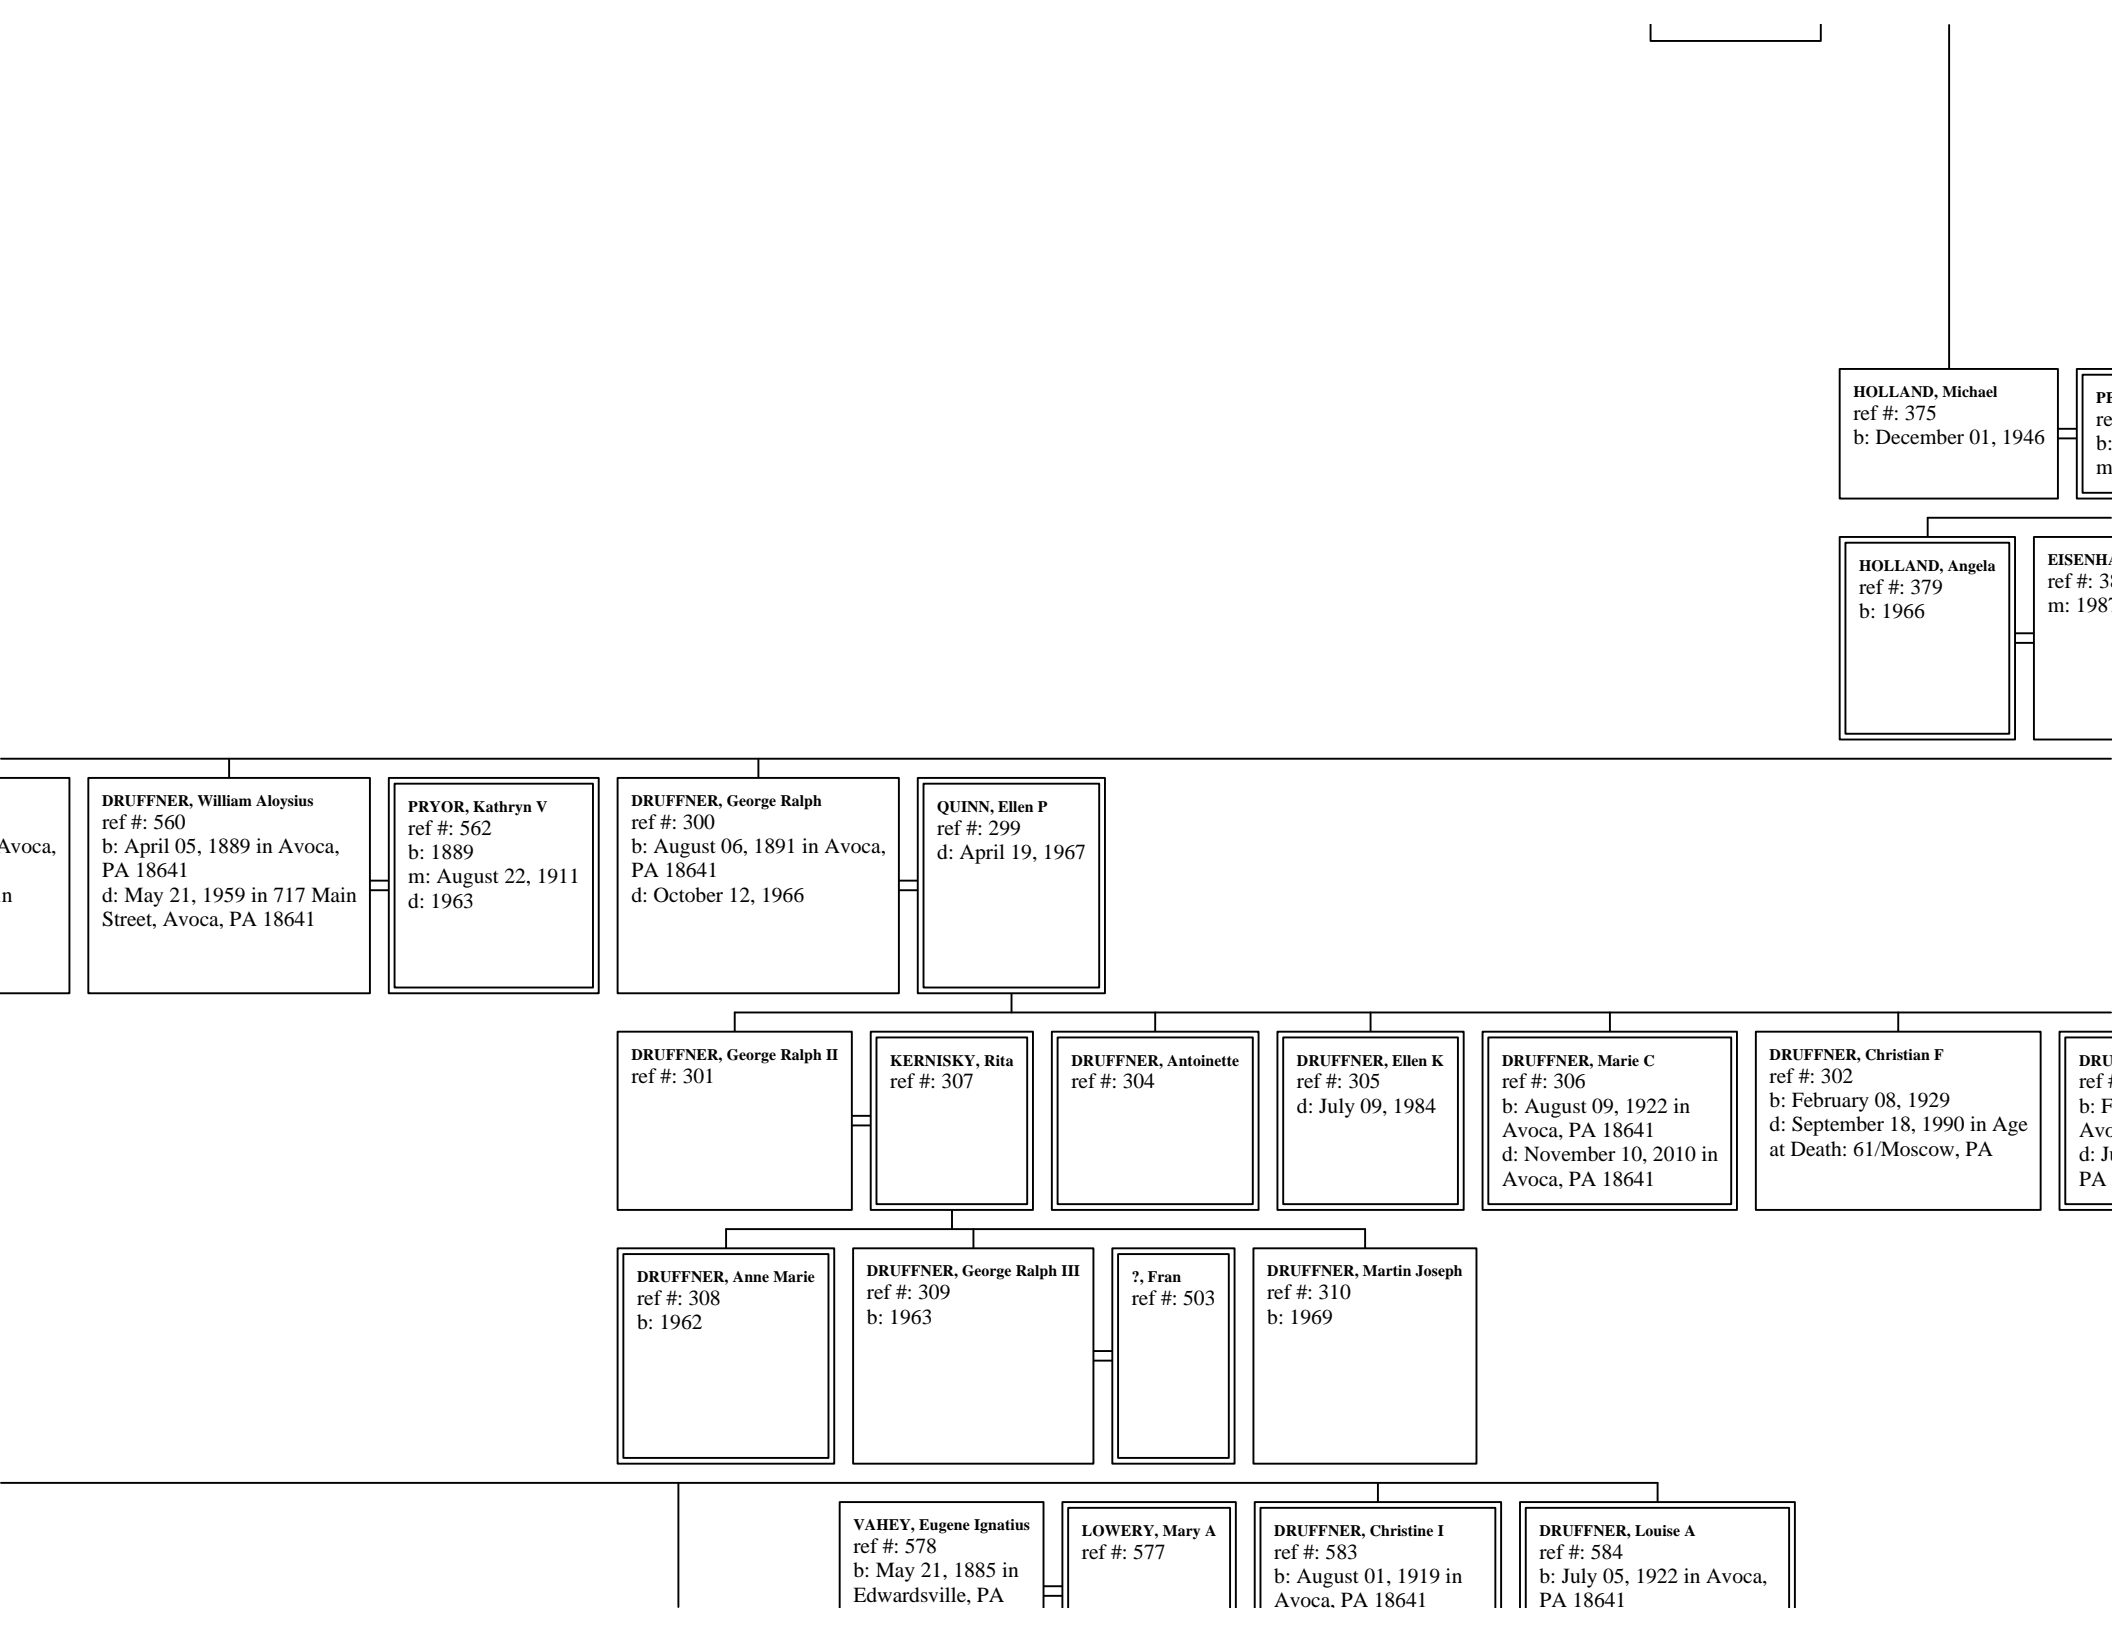 HOLLAND, Michael
ref #: 375
b: December 01, 1946
b:
HOLLAND, Angela
ref #: 379
b: 1966
ref #:
m:
Avoca,
DRUFFNER, William Aloysius
ref #: 560
b: April 05, 1889 in Avoca,
PA 18641
d: May 21, 1959 in 717 Main
Street, Avoca, PA 18641
PRYOR, Kathryn V
ref #: 562
b: 1889
m: August 22, 1911
d: 1963
DRUFFNER, George Ralph
ref #: 300
b: August 06, 1891 in Avoca,
PA 18641
d: October 12, 1966
QUINN, Ellen P
ref #: 299
d: April 19, 1967
DRUFFNER, George Ralph II
ref #: 301
KERNISKY, Rita
ref #: 307
DRUFFNER, Antoinette
ref #: 304
DRUFFNER, Ellen K
ref #: 305
d: July 09, 1984
DRUFFNER, Marie C
ref #: 306
b: August 09, 1922 in
Avoca, PA 18641
d: November 10, 2010 in
Avoca, PA 18641
DRUFFNER, Christian F
ref #: 302
b: February 08, 1929
d: September 18, 1990 in Age
at Death: 61/Moscow, PA
ref
b:
d:
PA
DRUFFNER, Anne Marie
ref #: 308
b: 1962
DRUFFNER, George Ralph III
ref #: 309
b: 1963
?, Fran
ref #: 503
DRUFFNER, Martin Joseph
ref #: 310
b: 1969
VAHEY, Eugene Ignatius
ref #: 578
b: May 21, 1885 in
Edwardsville, PA
LOWERY, Mary A
ref #: 577
DRUFFNER, Christine I
ref #: 583
b: August 01, 1919 in
Avoca, PA 18641
DRUFFNER, Louise A
ref #: 584
b: July 05, 1922 in Avoca,
PA 18641